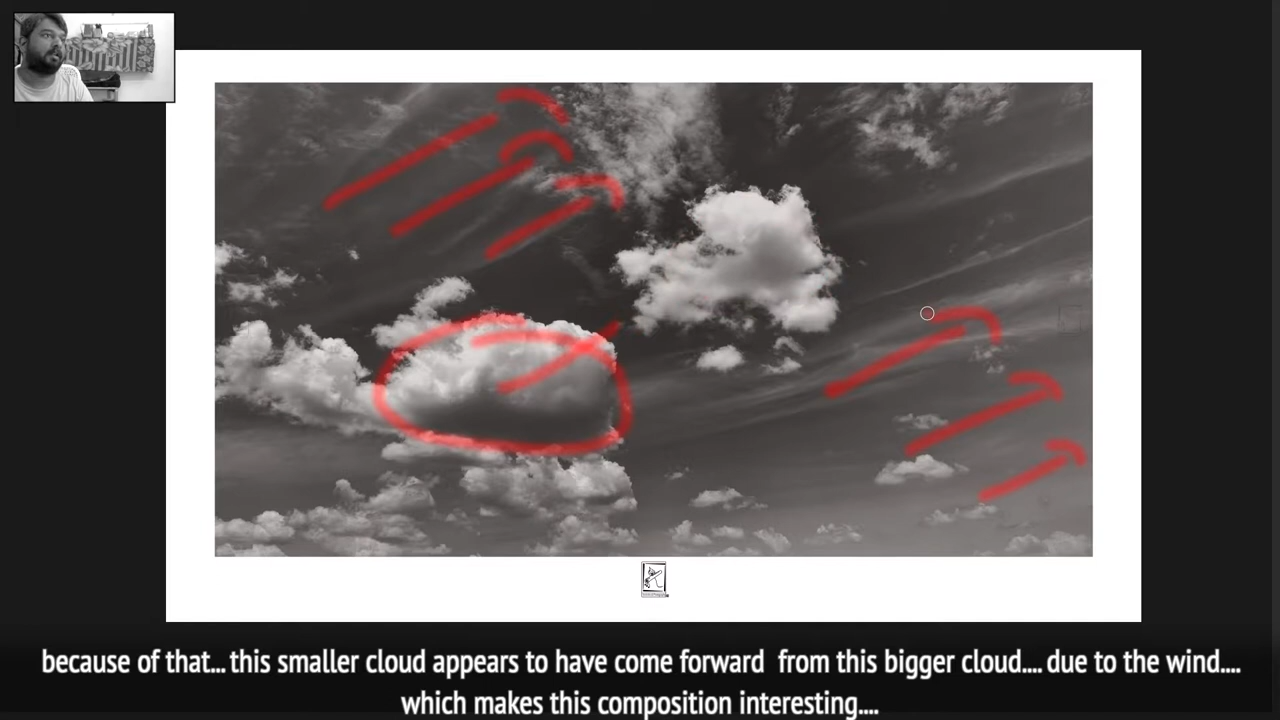 because of that... this smaller cloud appears to have come forward from this bigger cloud.... due to the wind....
which makes this composition interesting....